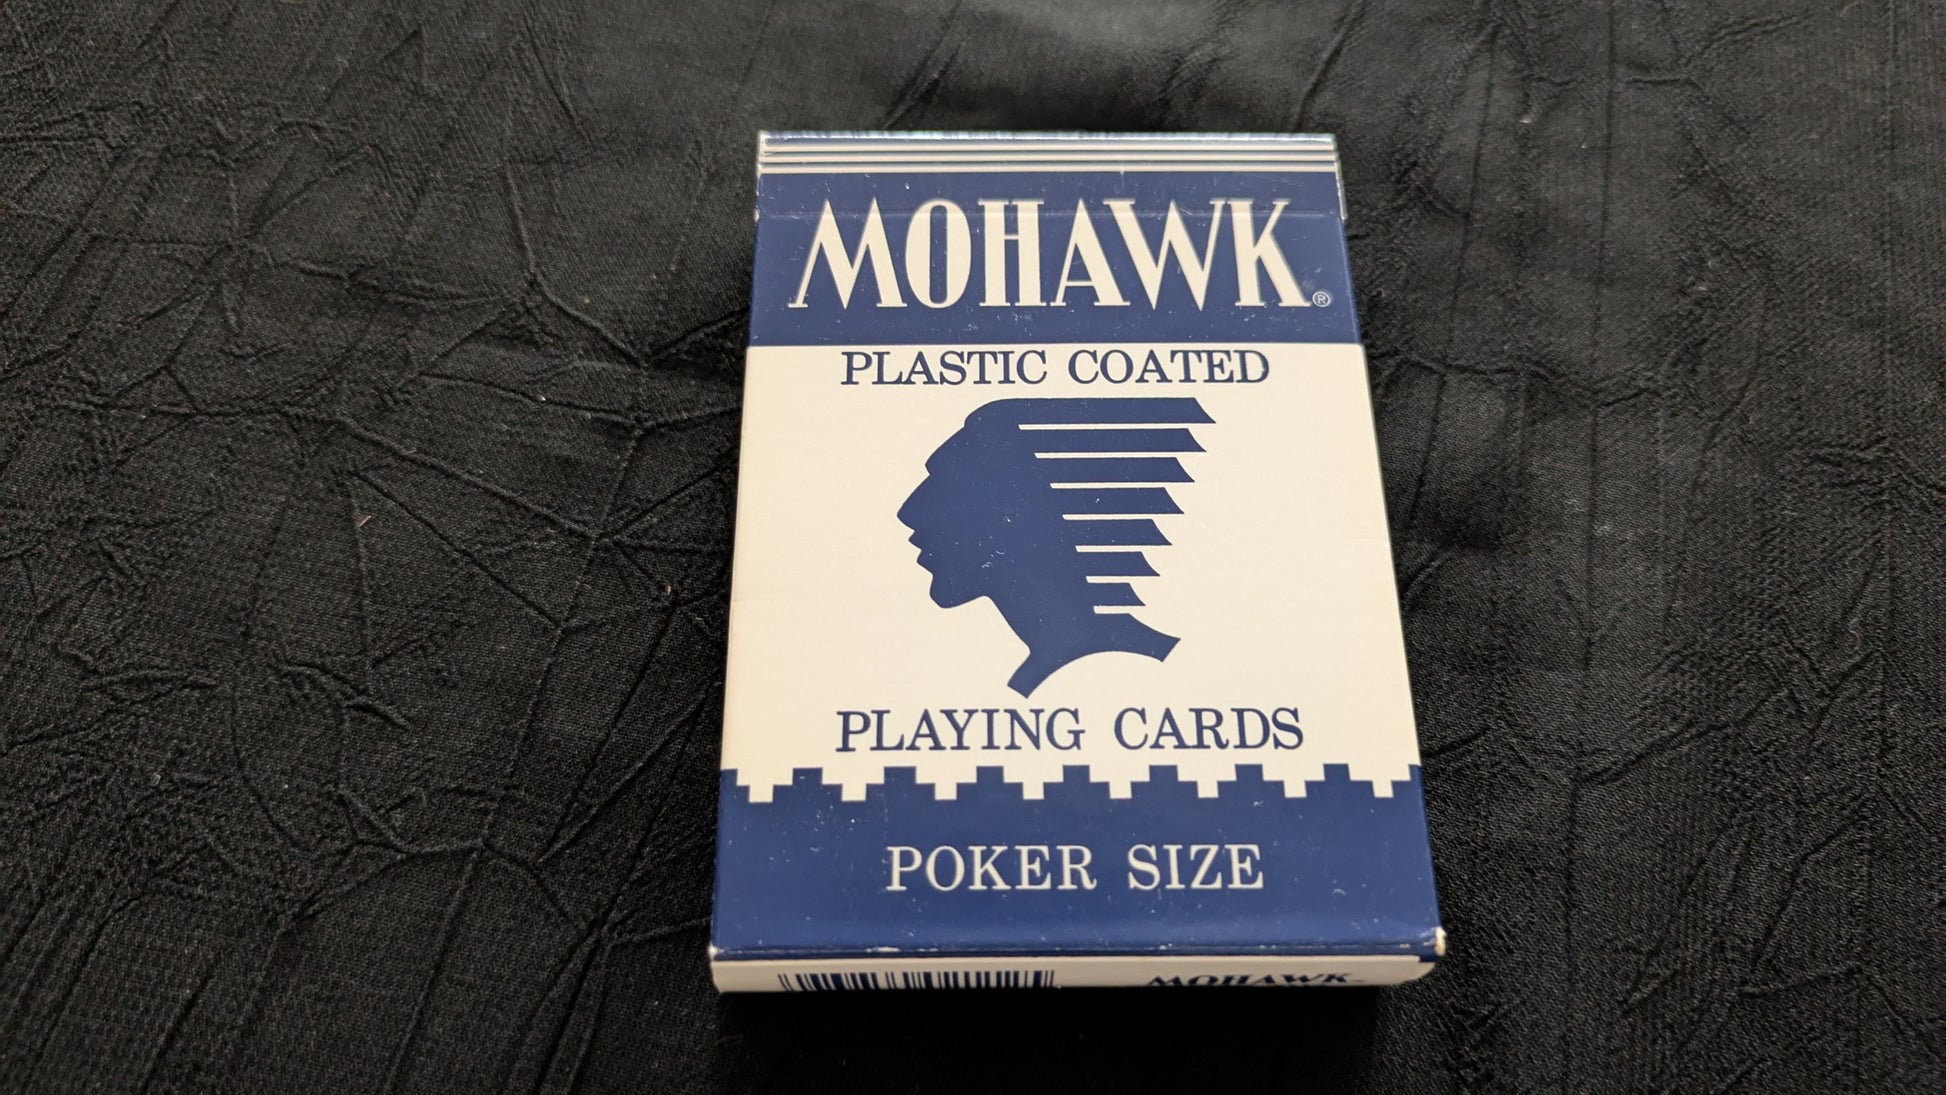 MOHAWK®
PLASTIC COATED
PLAYING CARDS
POKER SIZE
MOHAWK